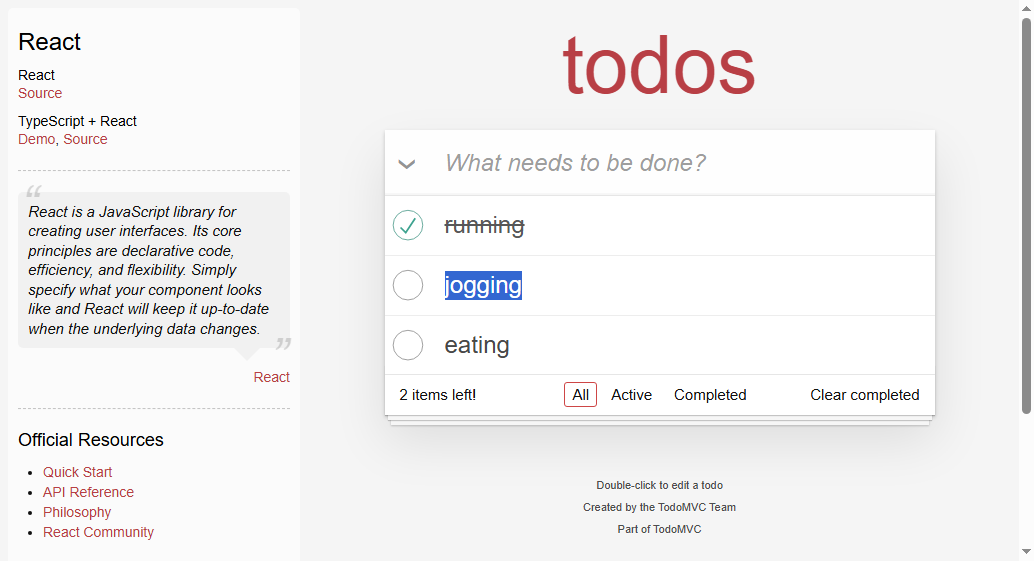 React
React
Source
TypeScript + React
Demo, Source
“
React is a JavaScript library for
creating user interfaces. Its core
principles are declarative code,
efficiency, and flexibility. Simply
specify what your component looks
like and React will keep it up-to-date
when the underlying data changes.
”
React
Official Resources
Quick Start
API Reference
Philosophy
React Community
todos
What needs to be done?
running
jogging
eating
2 items left! All Active Completed Clear completed
Double-click to edit a todo
Created by the TodoMVC Team
Part of TodoMVC